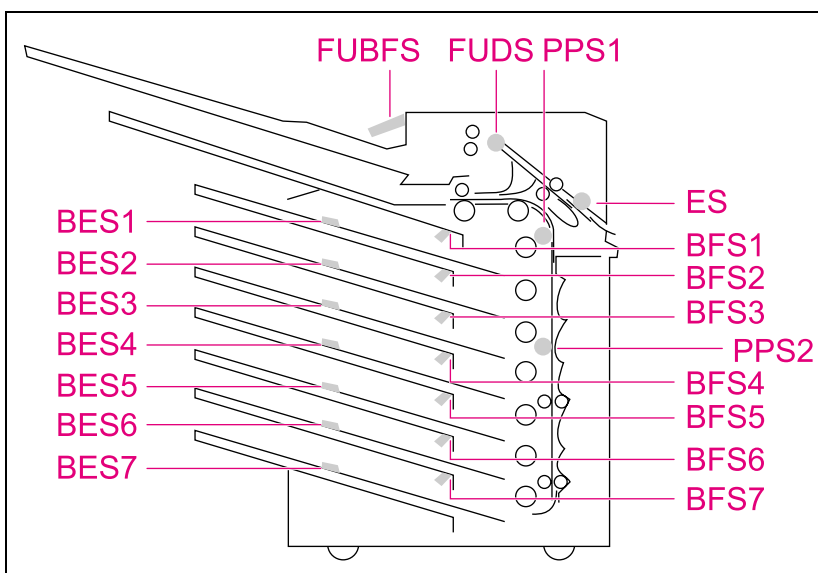 FUBFS FUDS PPS1
ES
BES1
BFS1
BES2
BFS2
BES3
BFS3
BES4
PPS2
BES5
BFS4
BFS5
BES6
BFS6
BES7
BFS7